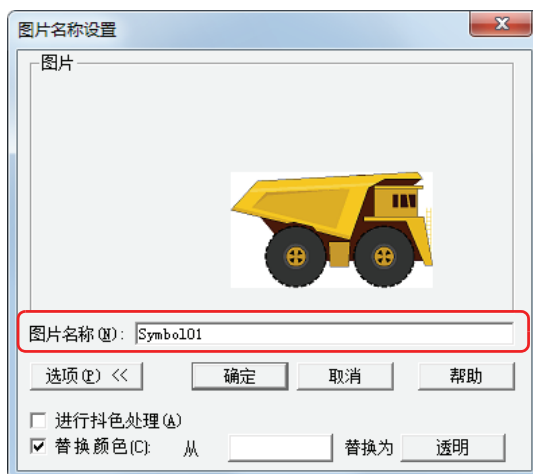 图片名称设置
图片
图片名称(N): Symbol01
选项(P) << 确定 取消 帮助
进行抖色处理(A)
替换颜色(C): 从 替换为 透明